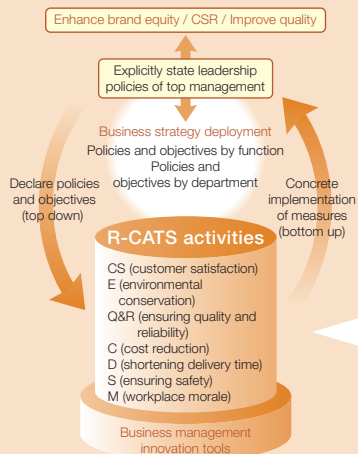 Enhance brand equity / CSR / Improve quality
Explicitly state leadership
policies of top management
Business strategy deployment
Policies and objectives by function
Policies and
objectives by department
Declare policies
and objectives
(top down)
Concrete
implementation
of measures
(bottom up)
R-CATS activities
CS (customer satisfaction)
E (environmental
conservation)
Q&R (ensuring quality and
reliability)
C (cost reduction)
D (shortening delivery time)
S (ensuring safety)
M (workplace morale)
Business management
innovation tools